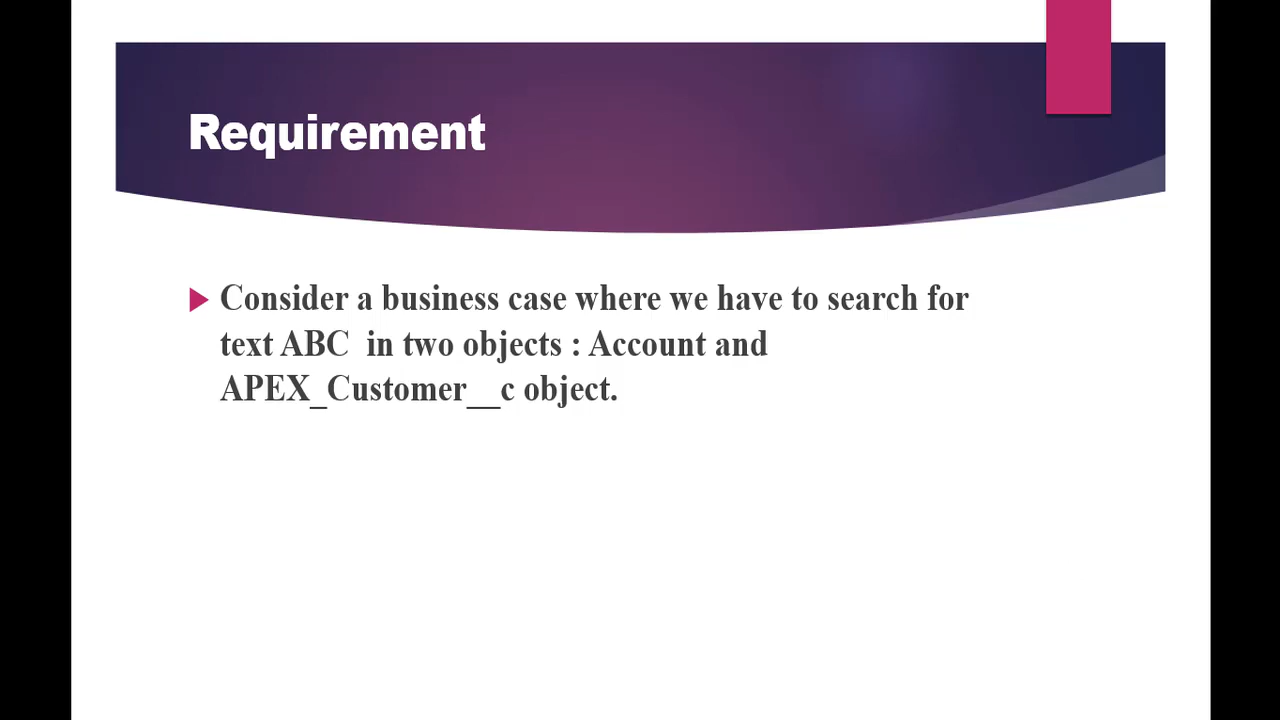 Requirement
Consider a business case where we have to search for
text ABC  in two objects : Account and
APEX_Customer__c object.